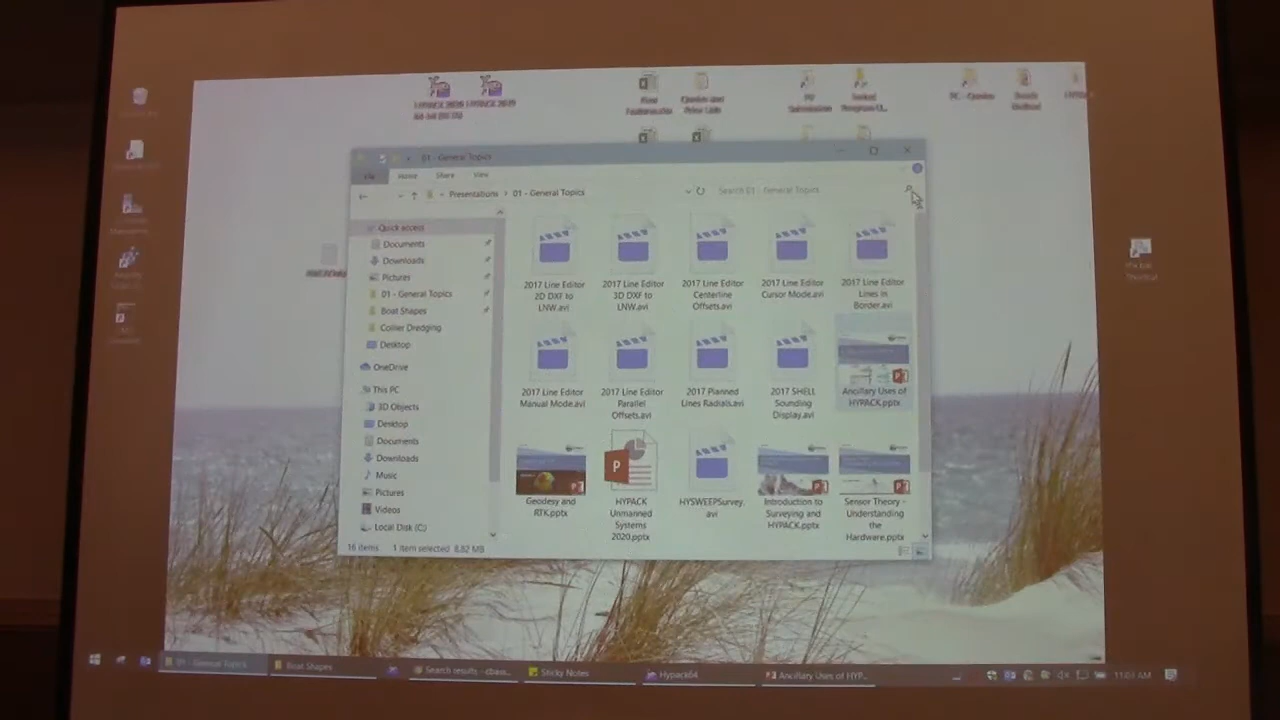 01 - General Topics
File
Home
Share
View
Presentations > 01 - General Topics
Search 01 - General Topics
Quick access
Documents
Downloads
Pictures
01 - General Topics
Boat Shapes
Collier Dredging
Desktop
OneDrive
This PC
3D Objects
Desktop
Documents
Downloads
Music
Pictures
Videos
Local Disk (C:)
2017 Line Editor
2D DXF to
LNW.avi
2017 Line Editor
3D DXF to
LNW.avi
2017 Line Editor
Centerline
Offsets.avi
2017 Line Editor
Cursor Mode.avi
2017 Line Editor
Lines in
Border.avi
2017 Line Editor
Manual Mode.avi
2017 Line Editor
Parallel
Offsets.avi
2017 Planned
Lines Radials.avi
2017 SHELL
Sounding
Display.avi
Ancillary Uses of
HYPACK.pptx
Geodesy and
RTK.pptx
HYPACK
Unmanned
Systems
2020.pptx
HYSWEEPSurvey.
avi
Introduction to
Surveying and
HYPACK.pptx
Sensor Theory -
Understanding
the
Hardware.pptx
16 items
1 item selected 8.82 MB
01 - General Topics
Boat Shapes
Search results - cbaw...
Sticky Notes
Hypack64
Ancillary Uses of HYP...
11:03 AM